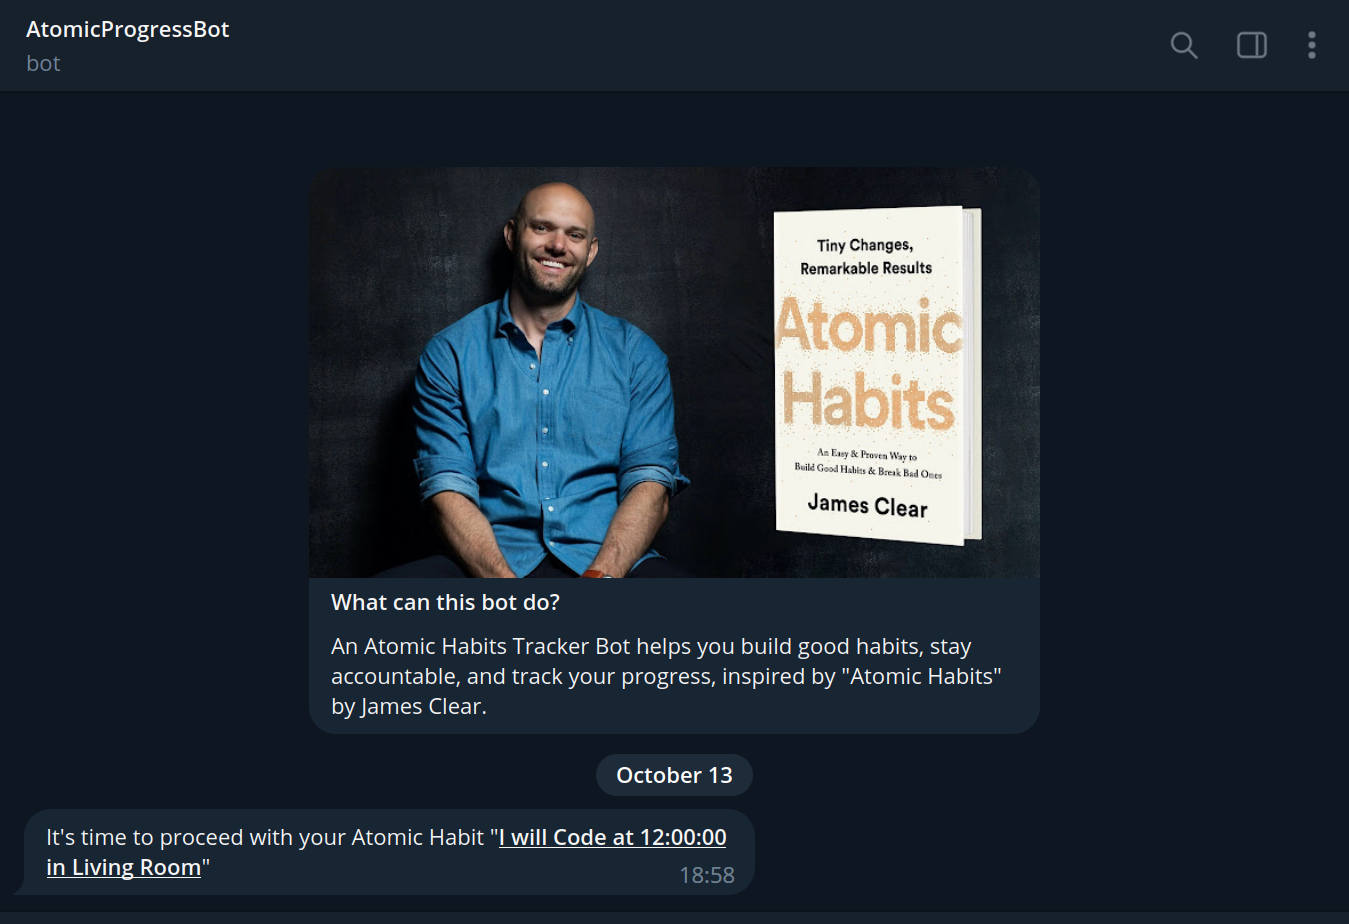 AtomicProgressBot
bot
Tiny Changes,
Remarkable Results
Atomic
Habits
An Easy & Proven Way to
Build Good Habits & Break Bad Ones
James Clear
What can this bot do?
An Atomic Habits Tracker Bot helps you build good habits, stay
accountable, and track your progress, inspired by "Atomic Habits"
by James Clear.
October 13
It's time to proceed with your Atomic Habit "I will Code at 12:00:00
in Living Room"
18:58